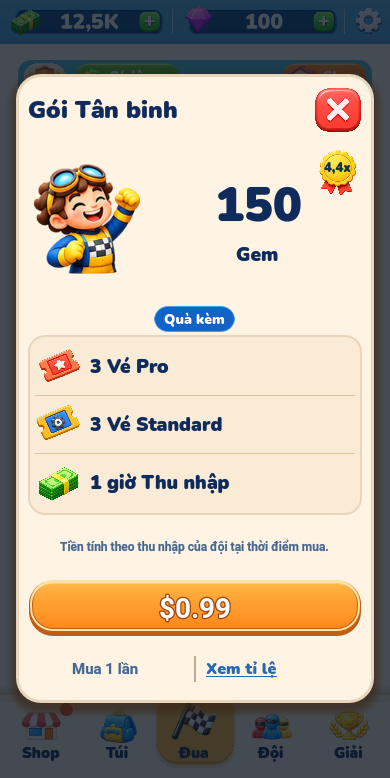 12,5K
100
Gói Tân binh
4,4x
150
Gem
Quà kèm
3 Vé Pro
3 Vé Standard
1 giờ Thu nhập
Tiền tính theo thu nhập của đội tại thời điểm mua.
$0.99
Mua 1 lần
Xem tỉ lệ
Shop
Túi
Đua
Đội
Giải